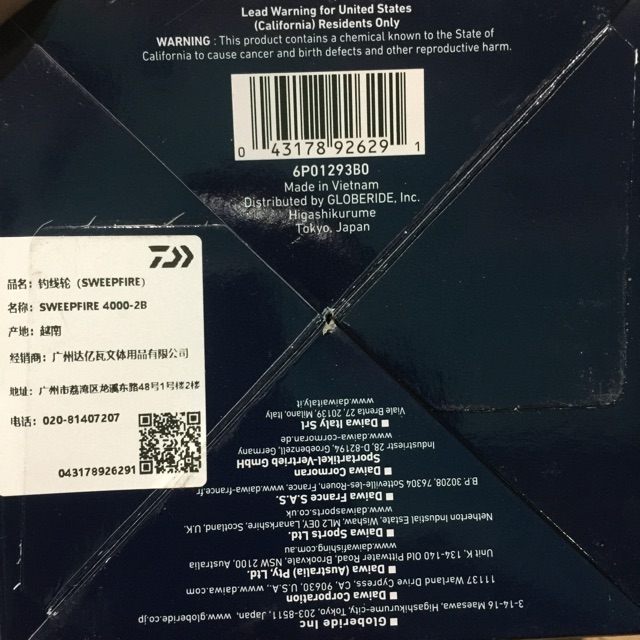 Lead Warning for United States
(California) Residents Only
WARNING : This product contains a chemical known to the State of
California to cause cancer and birth defects and other reproductive harm.
0 43178 92629 1
6P01293B0
Made in Vietnam
Distributed by GLOBERIDE, Inc.
Higashikurume
Tokyo, Japan
品名：钓线轮（SWEEPFIRE）
名称：SWEEPFIRE 4000-2B
产地：越南
经销商：广州达亿瓦文体用品有限公司
地址：广州市荔湾区龙溪东路48号1号楼2楼
电话：020-81407207
043178926291
■ Globeride Inc
3-14-16 Maesawa, Higashikurume-city, Tokyo, 203-8511, Japan, www.globeride.co.jp
■ Daiwa Corporation
11137 Warland Drive Cypress, CA, 90630, U.S.A., www.daiwa.com
■ Daiwa (Australia) Pty, Ltd.
Unit K, 134-140 Old Pittwater Road, Brookvale, NSW 2100, Australia
www.daiwafishing.com.au
■ Daiwa Sports Ltd.
Netherton Industrial Estate, Wishaw, ML2 0EY, Lanarkshire, Scotland, U.K.
www.daiwasports.co.uk
■ Daiwa France S.A.S.
B.P. 30208, 76304 Sotteville-les-Rouen, France, www.daiwa-france.fr
■ Daiwa Cormoran
Sportartikel-Vertrieb GmbH
Industriestr 28, D-82194, Groebenzell, Germany
www.daiwa-cormoran.de
■ Daiwa Italy Srl
Viale Brenta 27, 20139, Milano, Italy
www.daiwaitaly.it